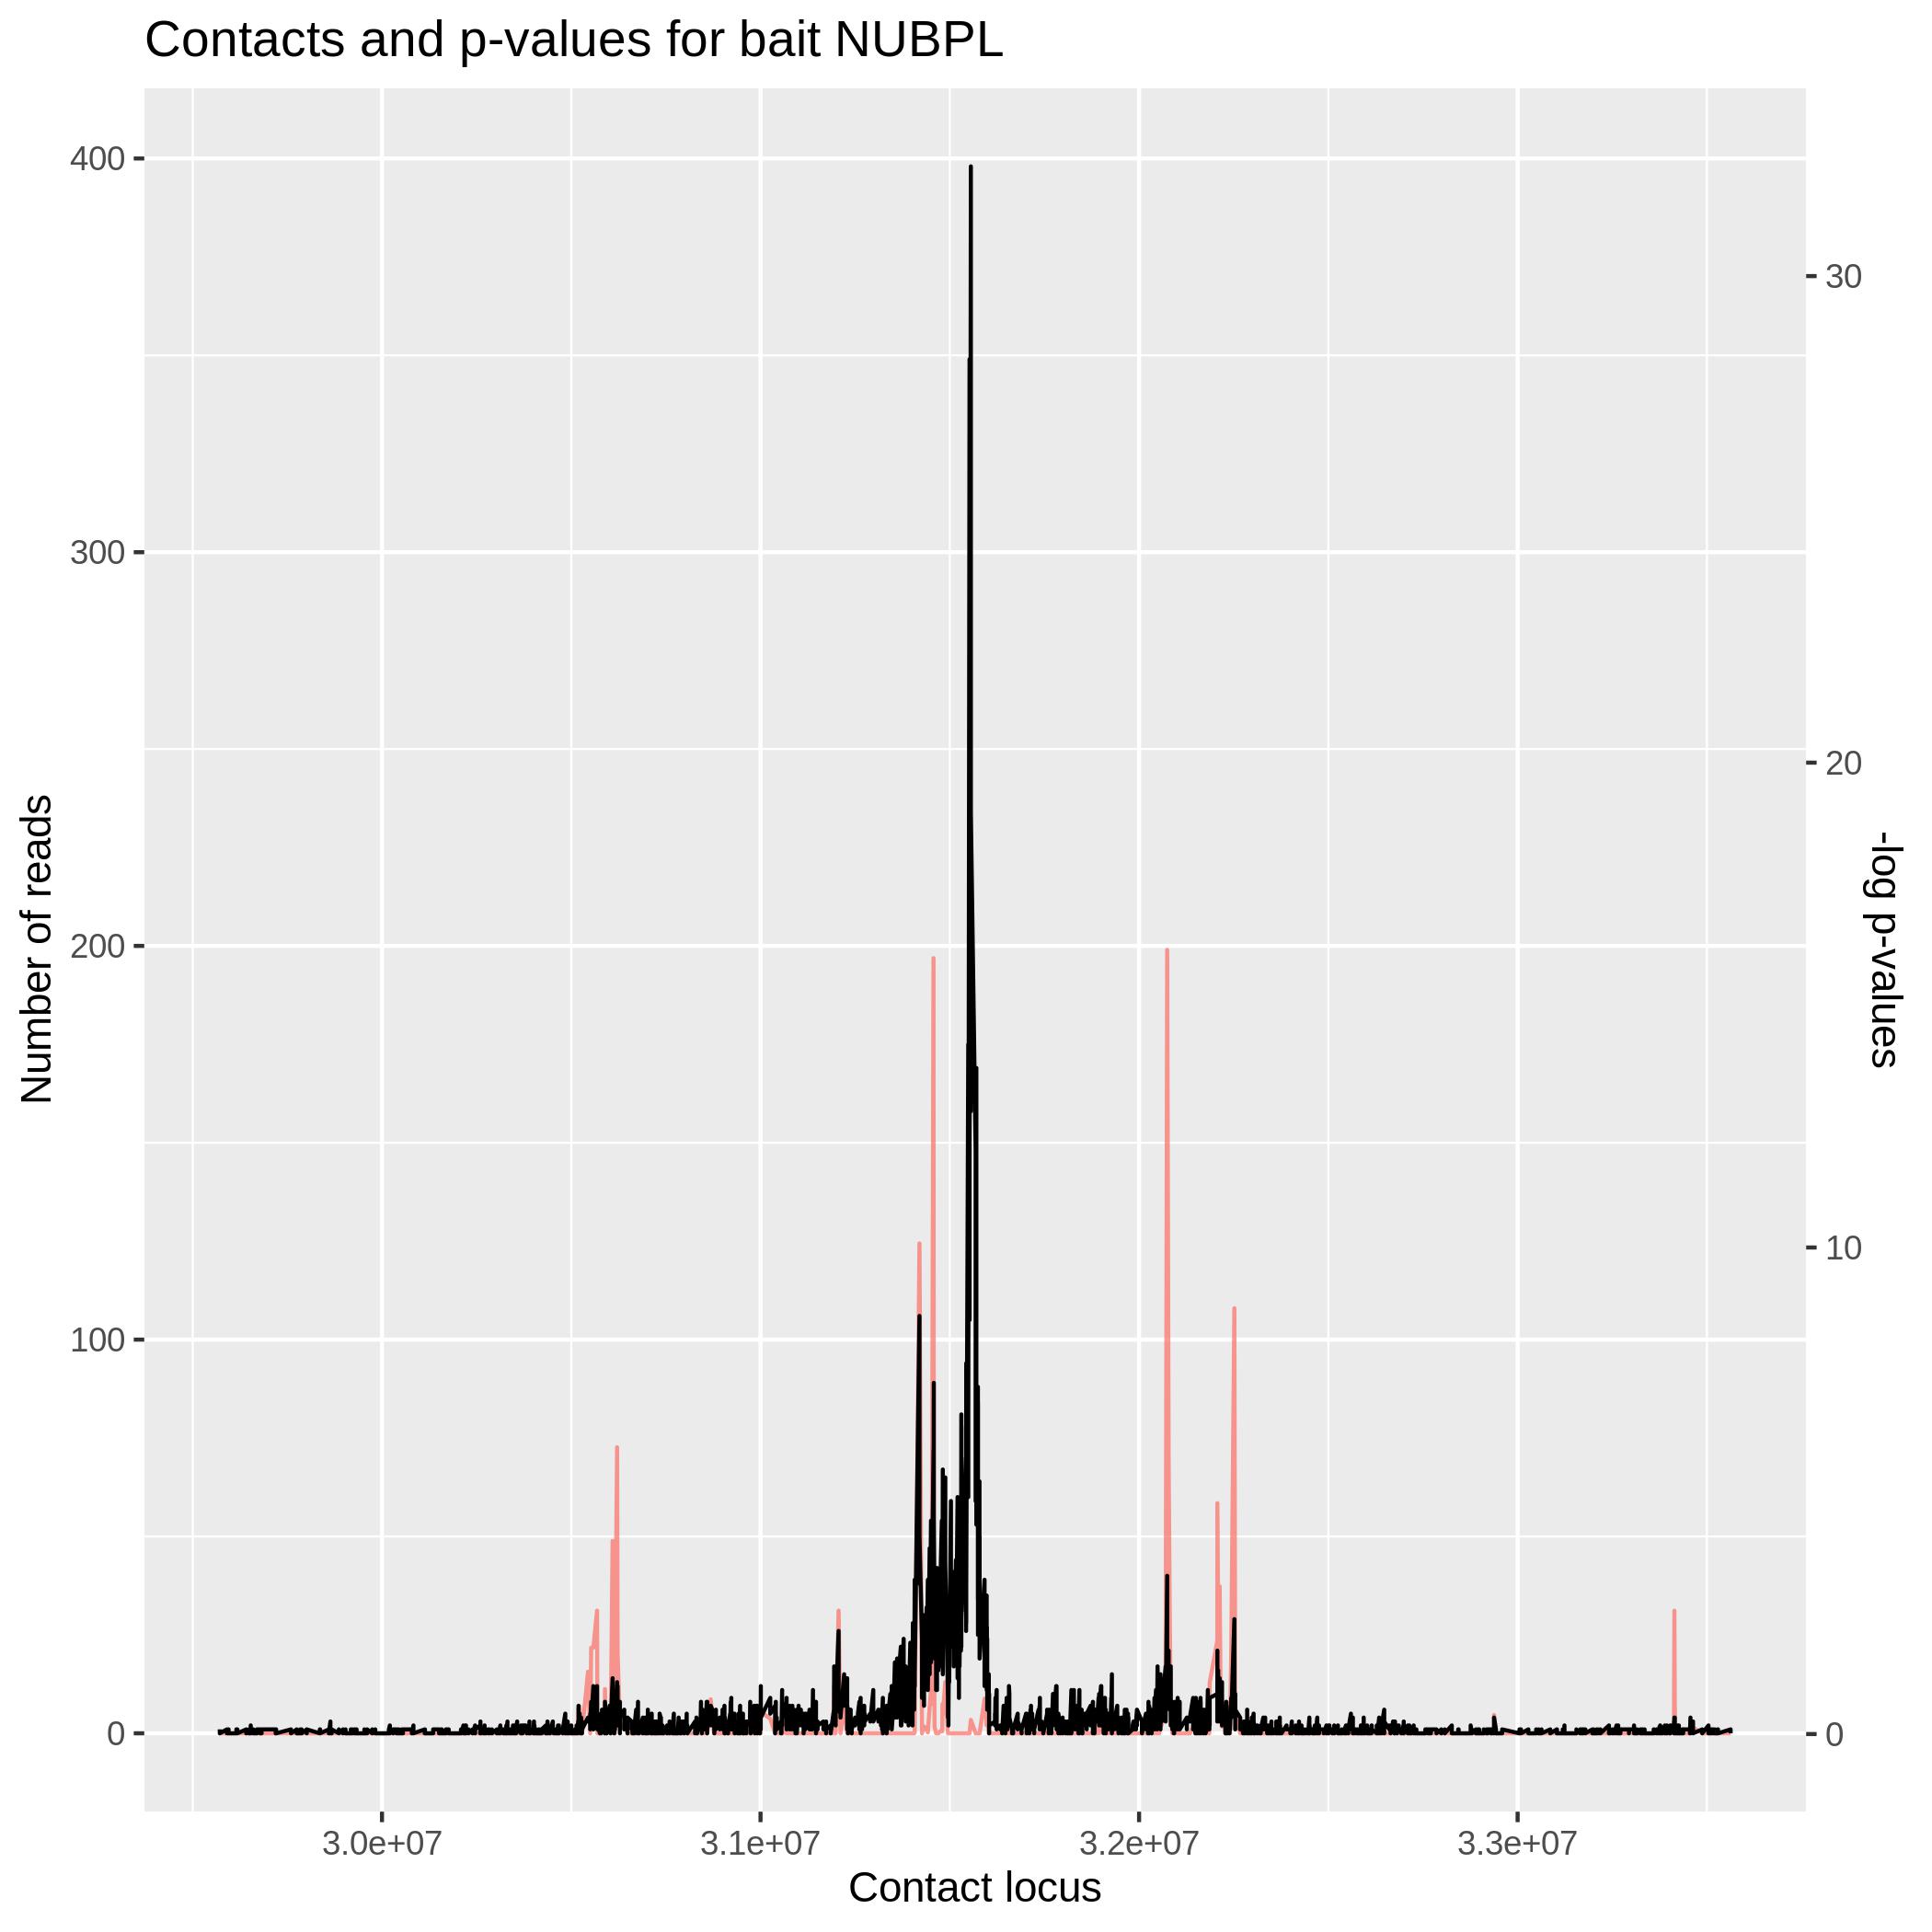 Contacts and p-values for bait NUBPL
400
300
200
100
0
Number of reads
30
20
10
0
-log p-values
3.0e+07
3.1e+07
3.2e+07
3.3e+07
Contact locus